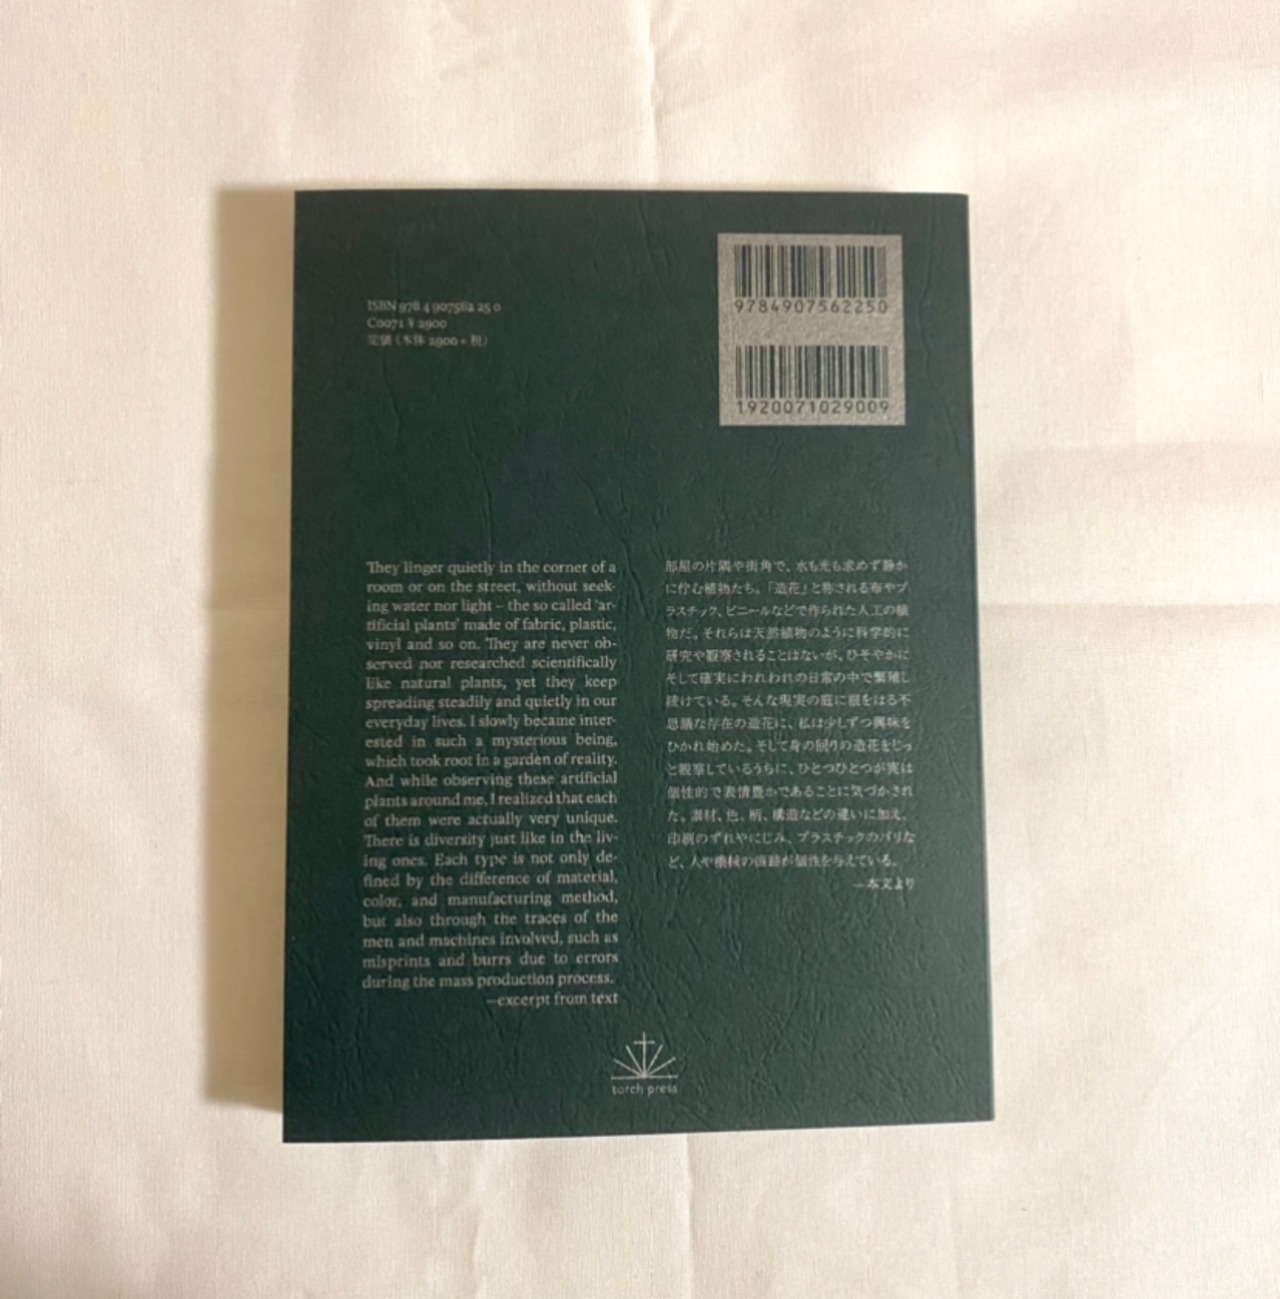 ISBN 978 4 907562 25 0
C0071 ¥ 2900
定価（本体 2900 + 税）
9784907562250
1920071029009
They linger quietly in the corner of a
room or on the street, without seek-
ing water nor light – the so called 'ar-
tificial plants' made of fabric, plastic,
vinyl and so on. They are never ob-
served nor researched scientifically
like natural plants, yet they keep
spreading steadily and quietly in our
everyday lives. I slowly became inter-
ested in such a mysterious being,
which took root in a garden of reality.
And while observing these artificial
plants around me, I realized that each
of them were actually very unique.
There is diversity just like in the liv-
ing ones. Each type is not only de-
fined by the difference of material,
color, and manufacturing method,
but also through the traces of the
men and machines involved, such as
misprints and burrs due to errors
during the mass production process.
—excerpt from text
部屋の片隅や街角で、水も光も求めず静か
に佇む植物たち。「造花」と称される布やプ
ラスチック、ビニールなどで作られた人工の植
物だ。それらは天然植物のように科学的に
研究や観察されることはないが、ひそやかに
そして確実にわれわれの日常の中で繁殖し
続けている。そんな現実の庭に根をはる不
思議な存在の造花に、私は少しずつ興味を
ひかれ始めた。そして身の回りの造花をじっ
と観察しているうちに、ひとつひとつが実は
個性的で表情豊かであることに気づかされ
た。素材、色、柄、構造などの違いに加え、
印刷のずれやにじみ、プラスチックのバリな
ど、人や機械の痕跡が個性を与えている。
—本文より
torch press